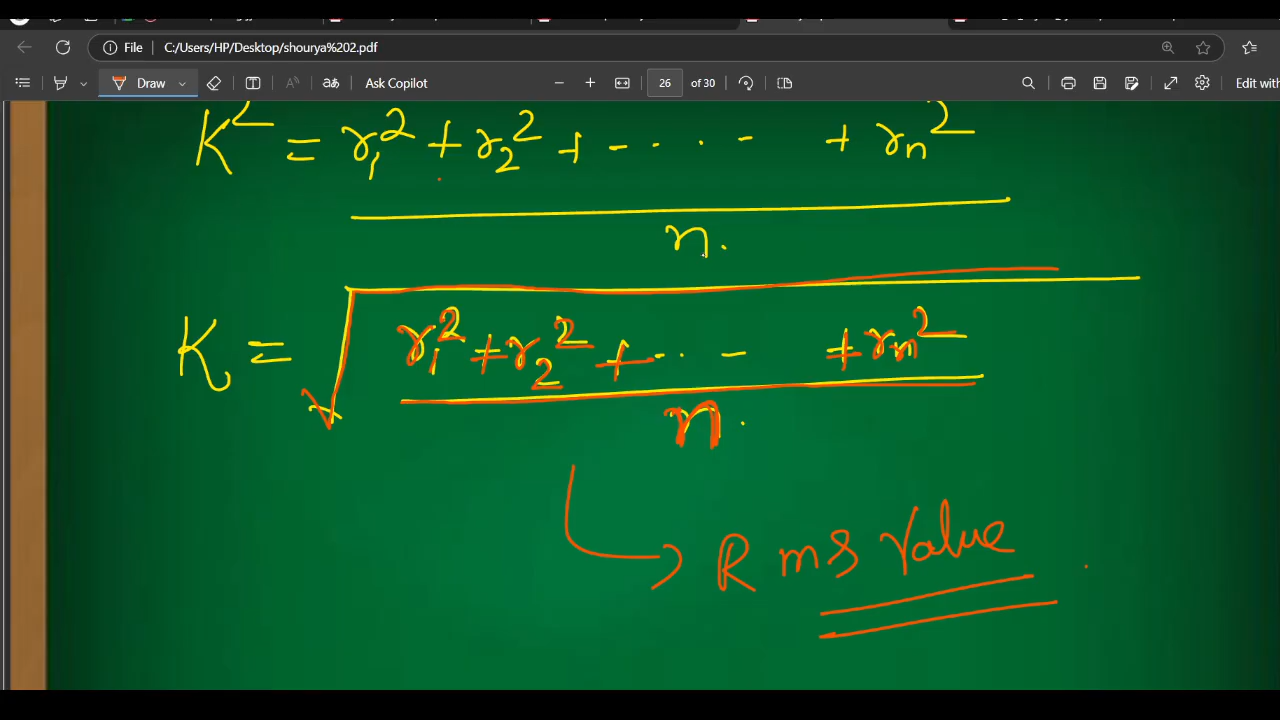 File C:/Users/HP/Desktop/shourya%202.pdf
Draw Ask Copilot 26 of 30 Edit with
K² = r₁² + r₂² + - · · · - + rₙ²
n.
K = √ r₁² + r₂² + - · · - + rₙ²
n.
→ R m S Value